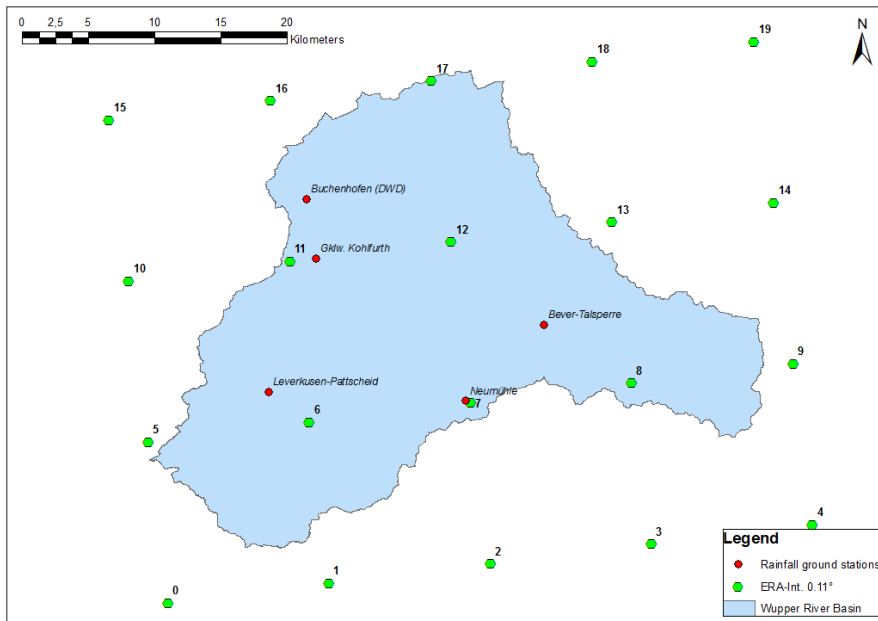 0 2,5 5 10 15 20
Kilometers
N
19
18
17
16
15
Buchenhofen (DWD)
14
13
12
Gklw. Kohlfurth
11
10
Bever-Talsperre
9
8
Leverkusen-Pattscheid
Neumühle
7
6
5
4
3
2
1
0
Legend
Rainfall ground stations
ERA-Int. 0.11°
Wupper River Basin